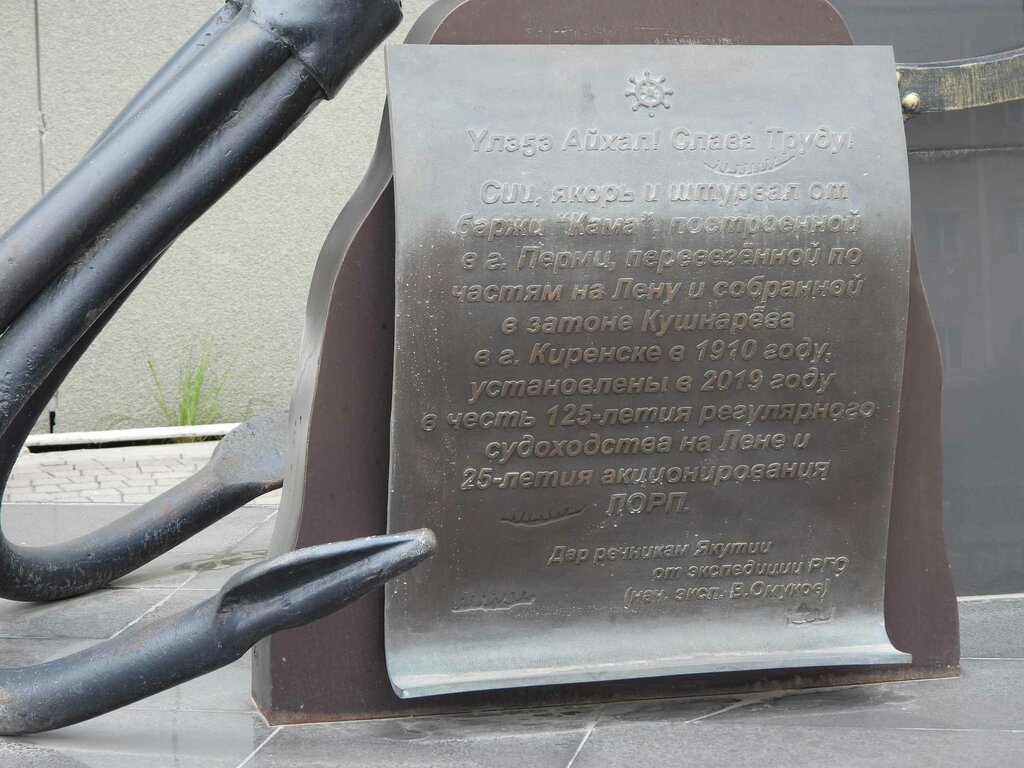 Үлэҕэ Айхал! Слава Труду!
Сии, якорь и штурвал от
баржи "Кама", построенной
в г. Перми, перевезённой по
частям на Лену и собранной
в затоне Кушнарёва
в г. Киренске в 1910 году,
установлены в 2019 году
в честь 125-летия регулярного
судоходства на Лене и
25-летия акционирования
ЛОРП.
Дар речникам Якутии
от экспедиции РГО
(нач. эксп. В.Омуков)